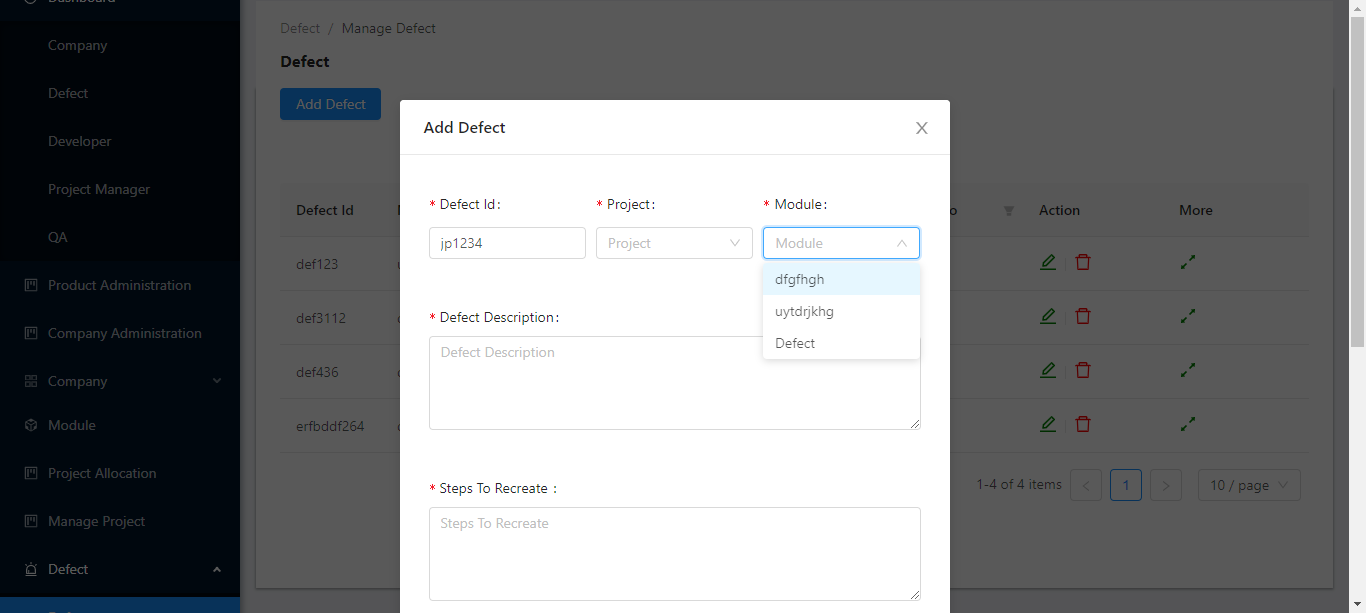 Dashboard
Company
Defect
Developer
Project Manager
QA
Product Administration
Company Administration
Company
Module
Project Allocation
Manage Project
Defect
Defect / Manage Defect
Defect
Add Defect
Defect Id
Action
More
def123
def3112
def436
erfbddf264
1-4 of 4 items
<
1
>
10 / page
Add Defect
* Defect Id:
* Project:
* Module:
jp1234
Project
Module
dfgfhgh
uytdrjkhg
Defect
* Defect Description:
Defect Description
* Steps To Recreate :
Steps To Recreate